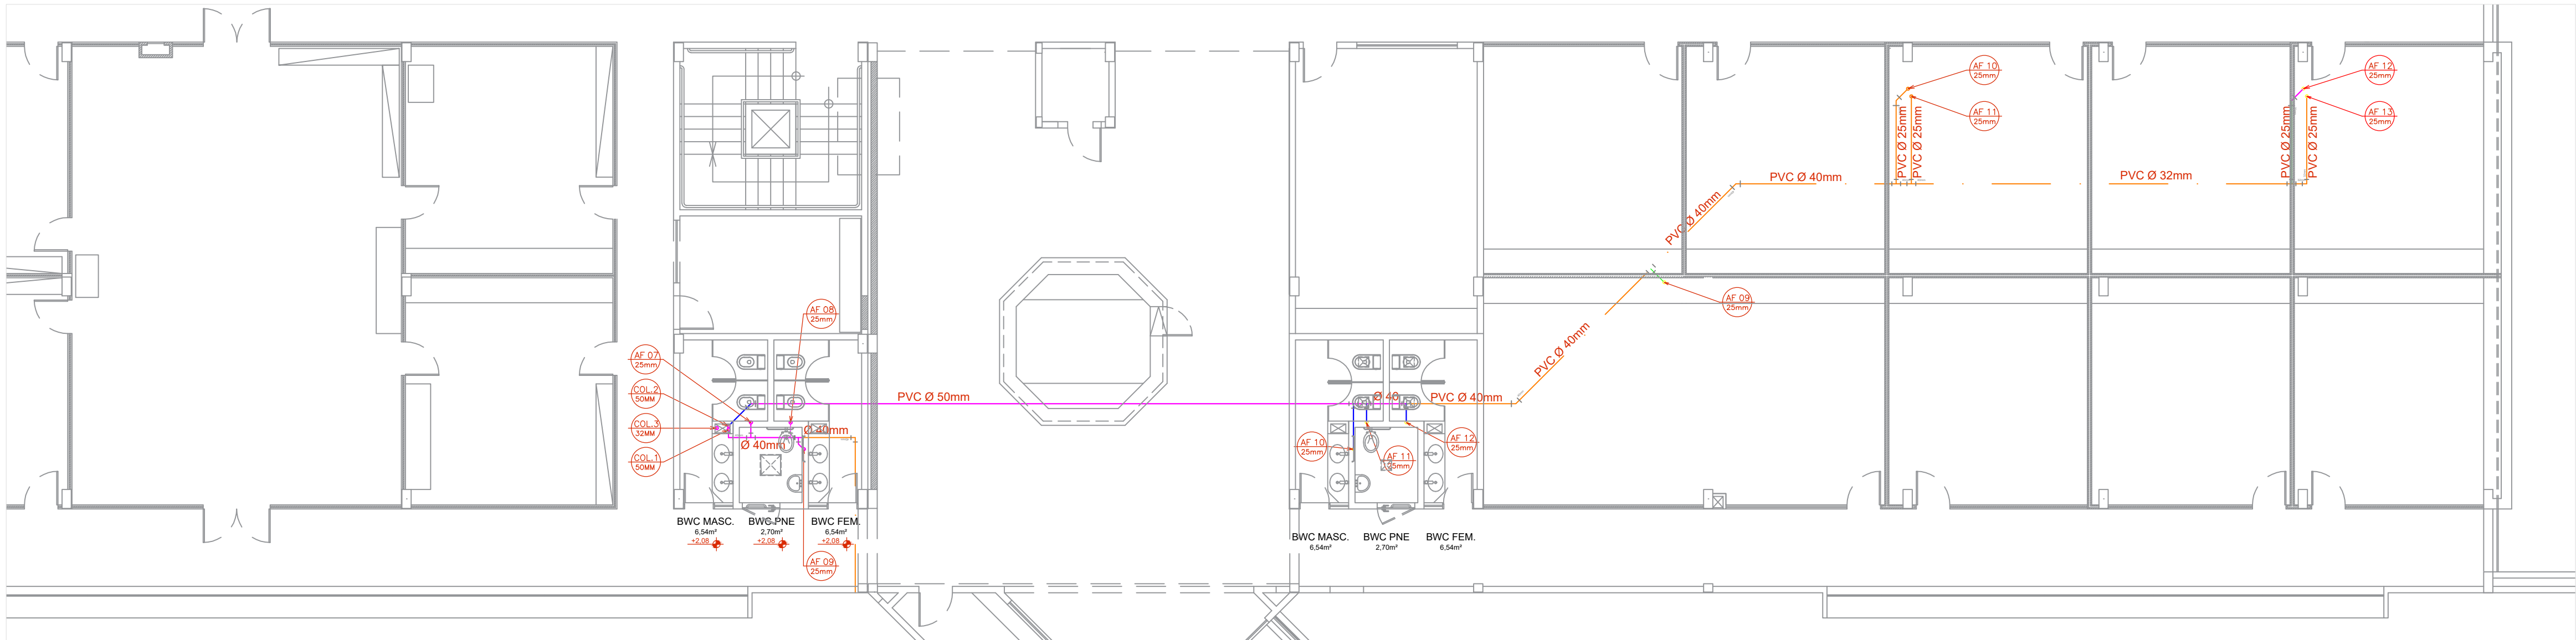 AF 10
25mm
AF 11
25mm
AF 12
25mm
AF 13
25mm
PVC Ø 25mm
PVC Ø 25mm
PVC Ø 25mm
PVC Ø 25mm
PVC Ø 40mm
PVC Ø 32mm
PVC Ø 40mm
AF 09
25mm
PVC Ø 40mm
AF 08
25mm
AF 07
25mm
COL.2
50MM
COL.3
32MM
COL.1
50MM
PVC Ø 50mm
Ø 40
PVC Ø 40mm
Ø 40mm
Ø 40mm
AF 10
25mm
AF 11
25mm
AF 12
25mm
BWC MASC.
6,54m²
+2,08
BWC PNE
2,70m²
+2,08
BWC FEM.
6,54m²
+2,08
AF 09
25mm
BWC MASC.
6,54m²
BWC PNE
2,70m²
BWC FEM.
6,54m²